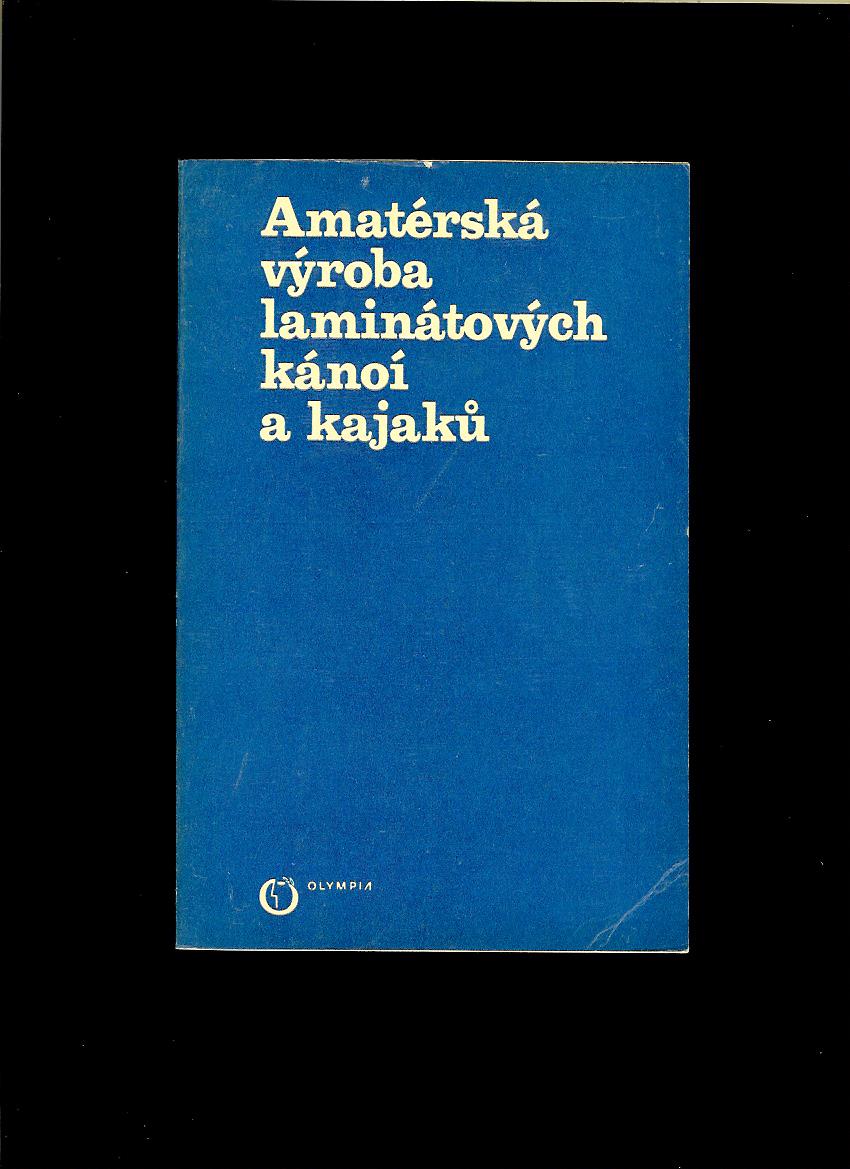 Amatérská
výroba
laminátových
kánoí
a kajaků
OLYMPIA